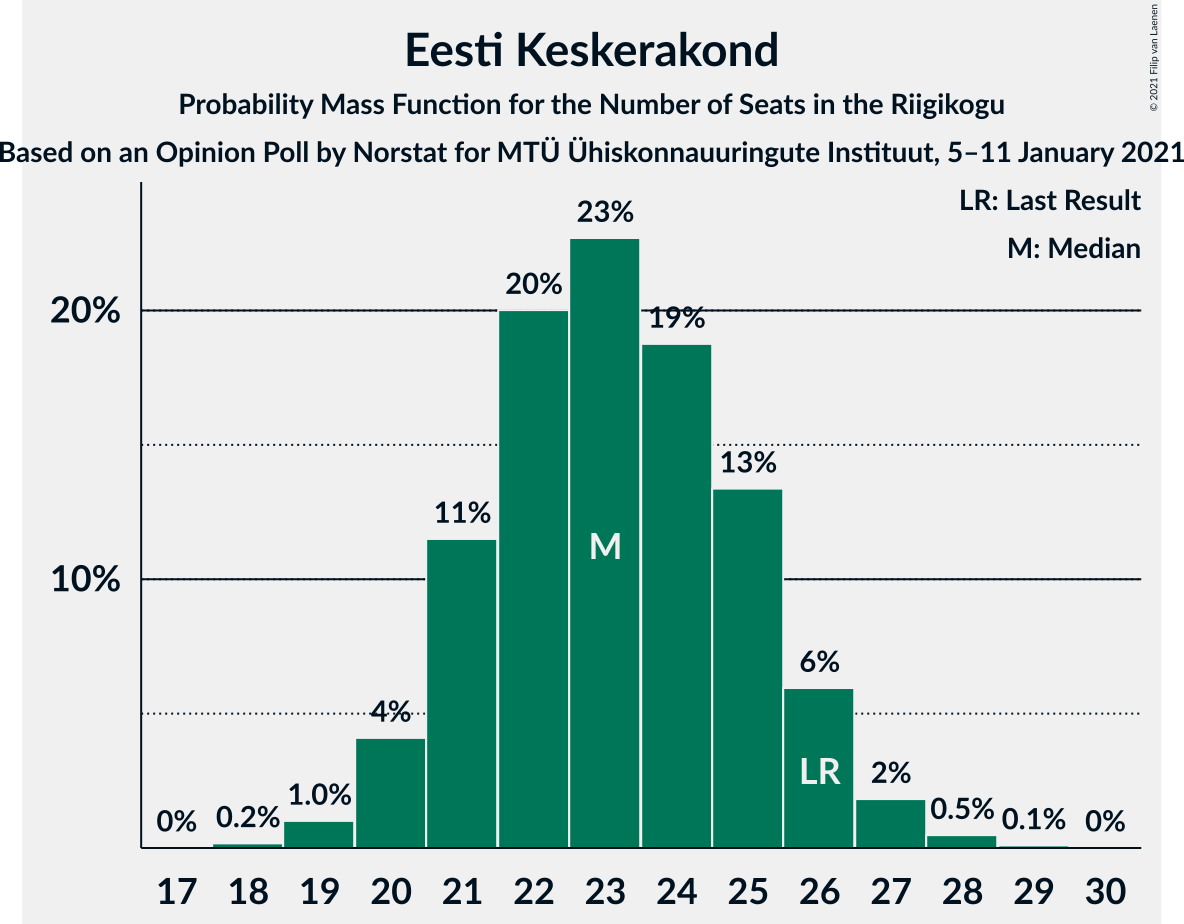 Eesti Keskerakond
Probability Mass Function for the Number of Seats in the Riigikogu
Based on an Opinion Poll by Norstat for MTÜ Ühiskonnauuringute Instituut, 5–11 January 2021
© 2021 Filip van Laenen
LR: Last Result
M: Median
20%
10%
0%
0.2%
1.0%
4%
11%
20%
23%
19%
13%
6%
2%
0.5%
0.1%
0%
M
LR
17 18 19 20 21 22 23 24 25 26 27 28 29 30